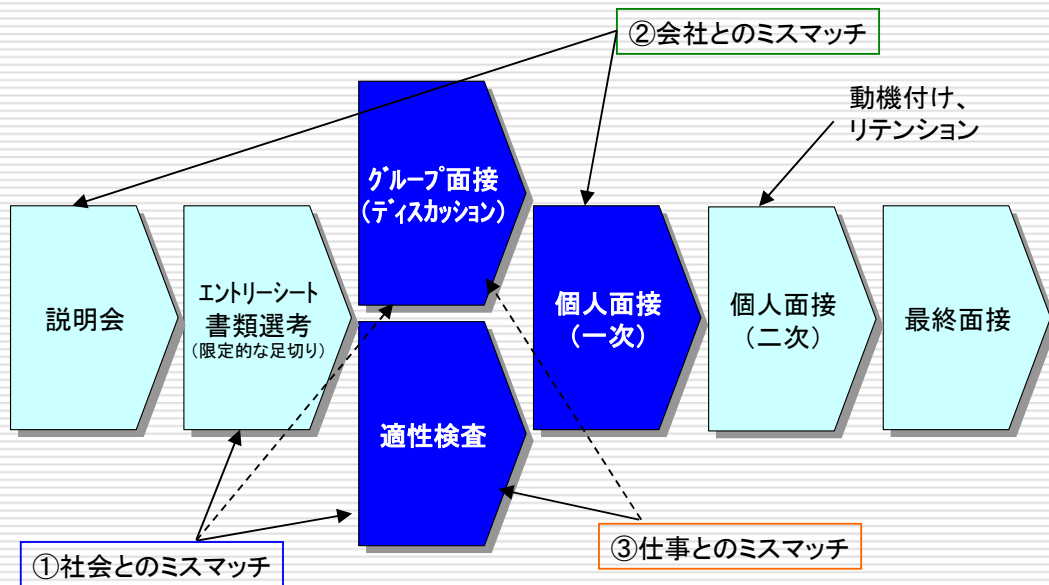 ②会社とのミスマッチ
動機付け、
リテンション
グループ面接
(ディスカッション)
説明会
エントリーシート
書類選考
(限定的な足切り)
個人面接
(一次)
個人面接
(二次)
最終面接
適性検査
①社会とのミスマッチ
③仕事とのミスマッチ